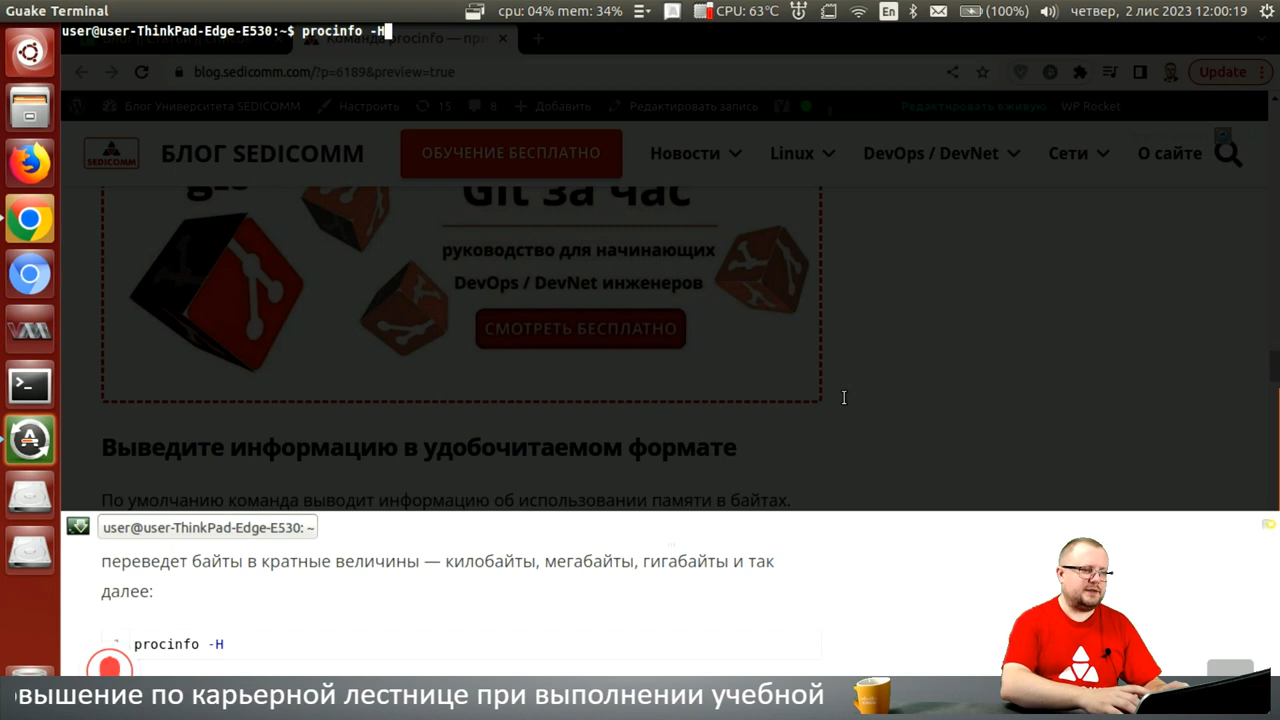 Guake Terminal
cpu: 04% mem: 34%
CPU: 63℃
En
(100%)
четвер, 2 лис 2023 12:00:19
user@user-ThinkPad-Edge-E530:~$ procinfo -H
Команда procinfo — пра
blog.sedicomm.com/?p=6189&preview=true
Update
Блог Университета SEDICOMM
Настроить
15
8
Добавить
Редактировать запись
Редактировать вживую
WP Rocket
SEDICOMM
БЛОГ SEDICOMM
ОБУЧЕНИЕ БЕСПЛАТНО
Новости
Linux
DevOps / DevNet
Сети
О сайте
Git за час
руководство для начинающих
DevOps / DevNet инженеров
СМОТРЕТЬ БЕСПЛАТНО
Выведите информацию в удобочитаемом формате
По умолчанию команда выводит информацию об использовании памяти в байтах.
user@user-ThinkPad-Edge-E530: ~
переведет байты в кратные величины — килобайты, мегабайты, гигабайты и так
далее:
procinfo -H
овышение по карьерной лестнице при выполнении учебной